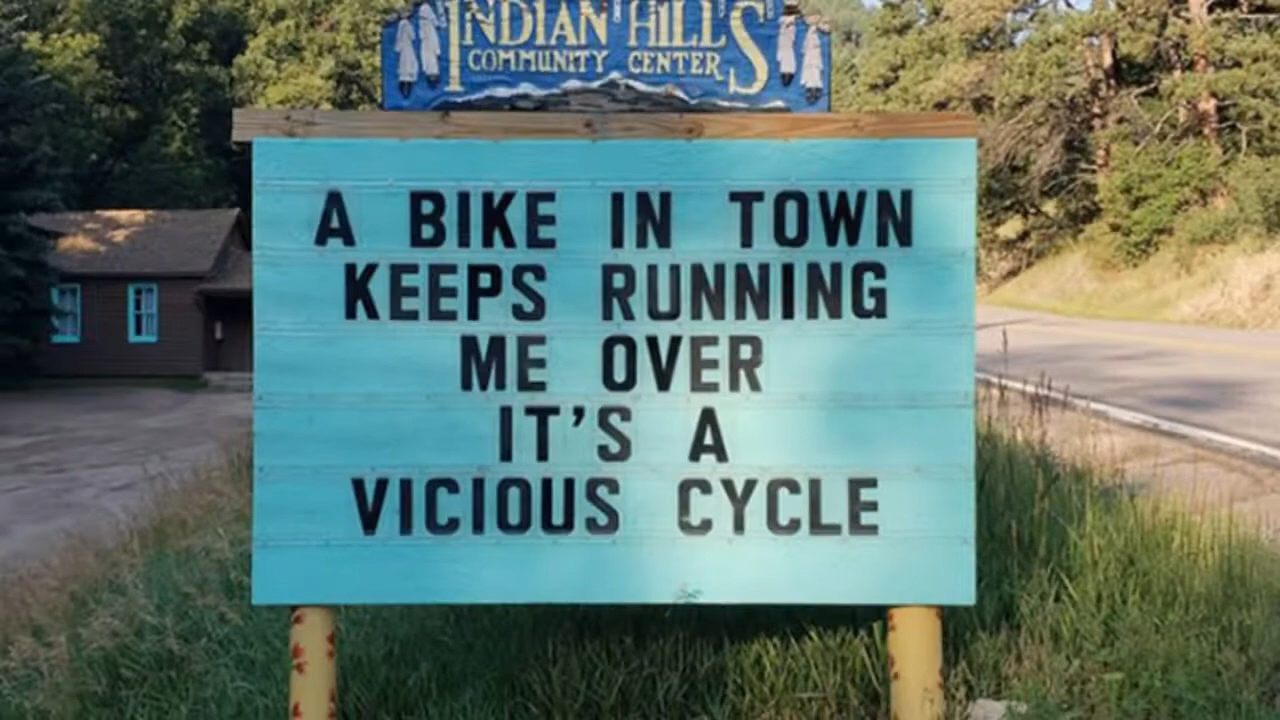 INDIAN HILLS
COMMUNITY CENTER
A BIKE IN TOWN
KEEPS RUNNING
ME OVER
IT'S A
VICIOUS CYCLE